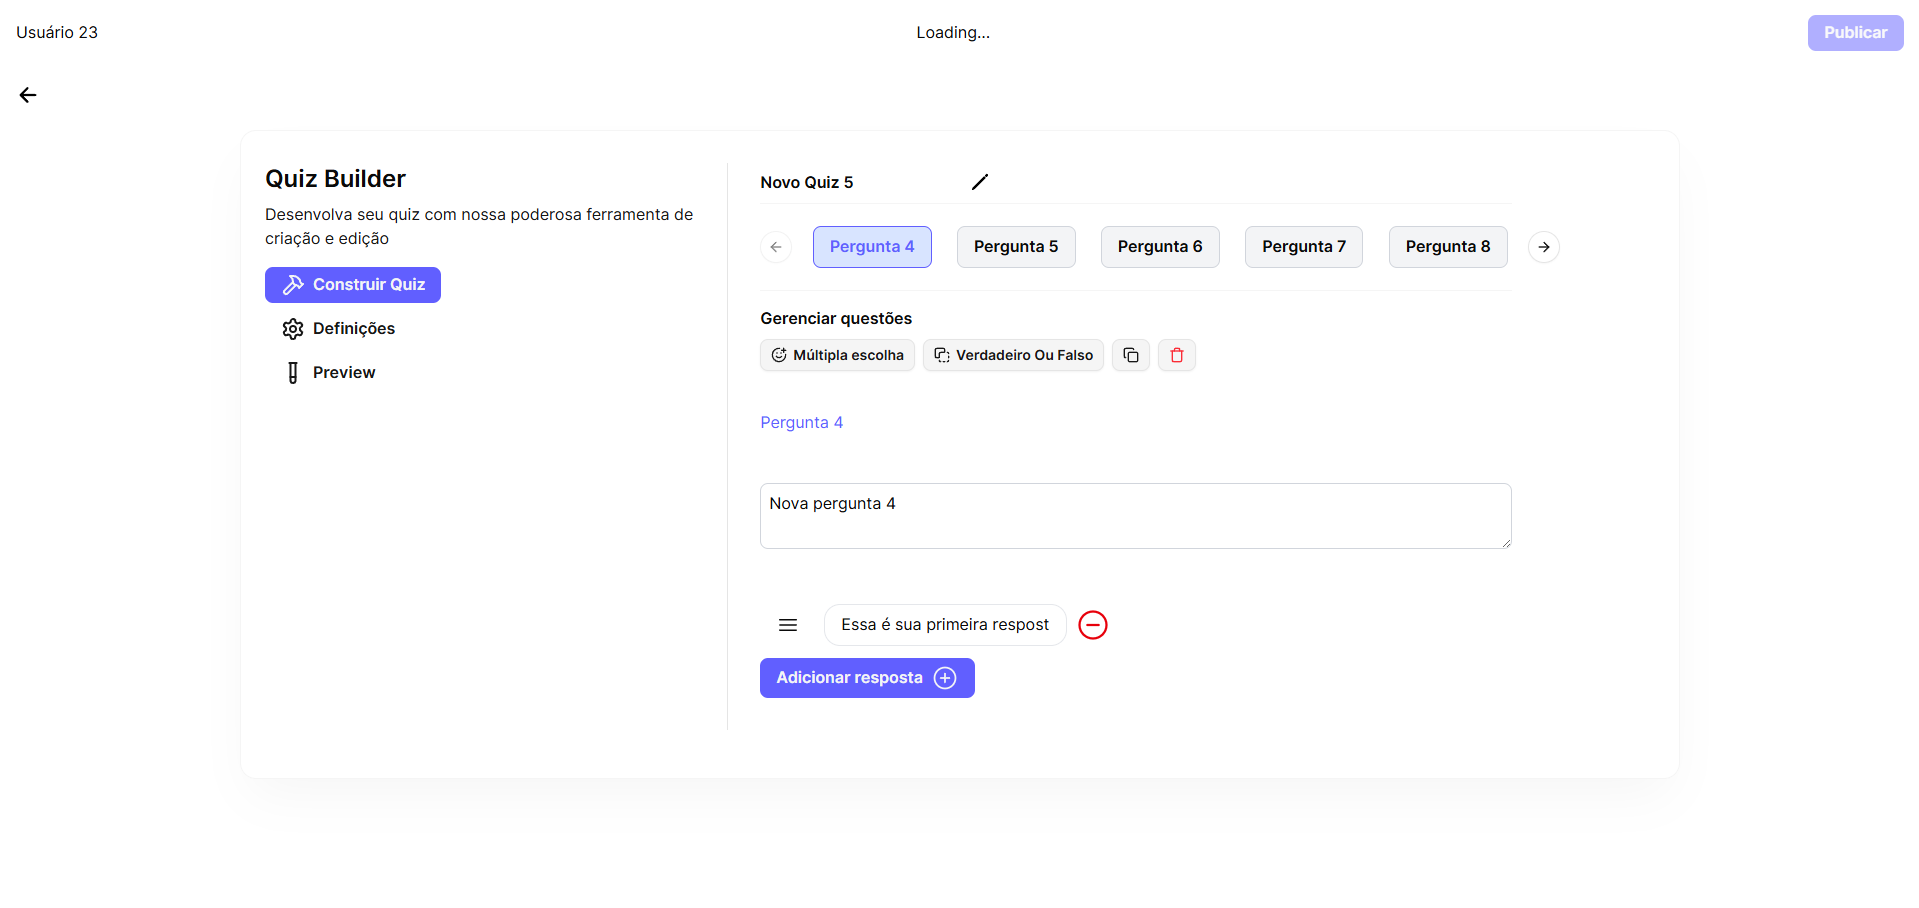 Usuário 23
Loading...
Publicar
Quiz Builder
Desenvolva seu quiz com nossa poderosa ferramenta de
criação e edição
Construir Quiz
Definições
Preview
Novo Quiz 5
Pergunta 4
Pergunta 5
Pergunta 6
Pergunta 7
Pergunta 8
Gerenciar questões
Múltipla escolha
Verdadeiro Ou Falso
Pergunta 4
Nova pergunta 4
Essa é sua primeira respost
Adicionar resposta